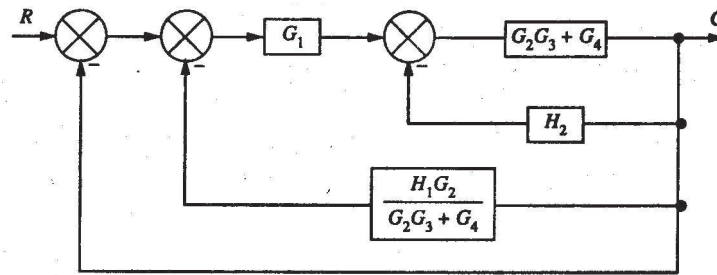 R
G₁
G₂G₃ + G₄
C
−
−
−
H₂
H₁G₂
G₂G₃ + G₄